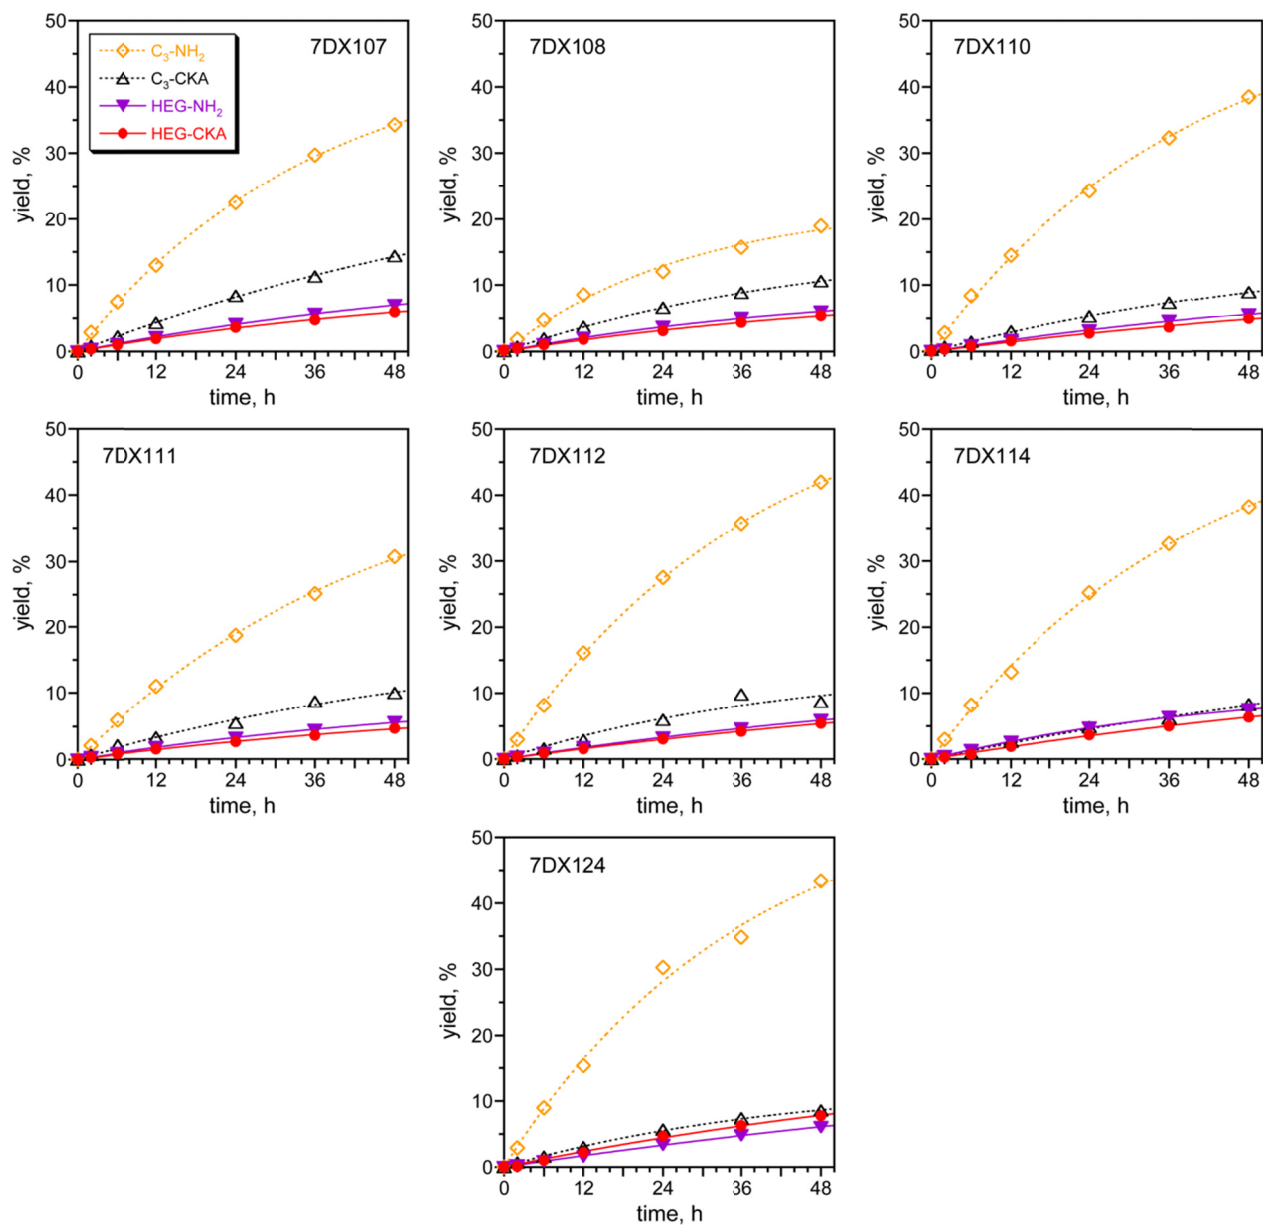 50
40
30
20
10
0
yield, %
C₃-NH₂
C₃-CKA
HEG-NH₂
HEG-CKA
7DX107
0 12 24 36 48
time, h
50
40
30
20
10
0
yield, %
7DX108
0 12 24 36 48
time, h
50
40
30
20
10
0
yield, %
7DX110
0 12 24 36 48
time, h
50
40
30
20
10
0
yield, %
7DX111
0 12 24 36 48
time, h
50
40
30
20
10
0
yield, %
7DX112
0 12 24 36 48
time, h
50
40
30
20
10
0
yield, %
7DX114
0 12 24 36 48
time, h
50
40
30
20
10
0
yield, %
7DX124
0 12 24 36 48
time, h